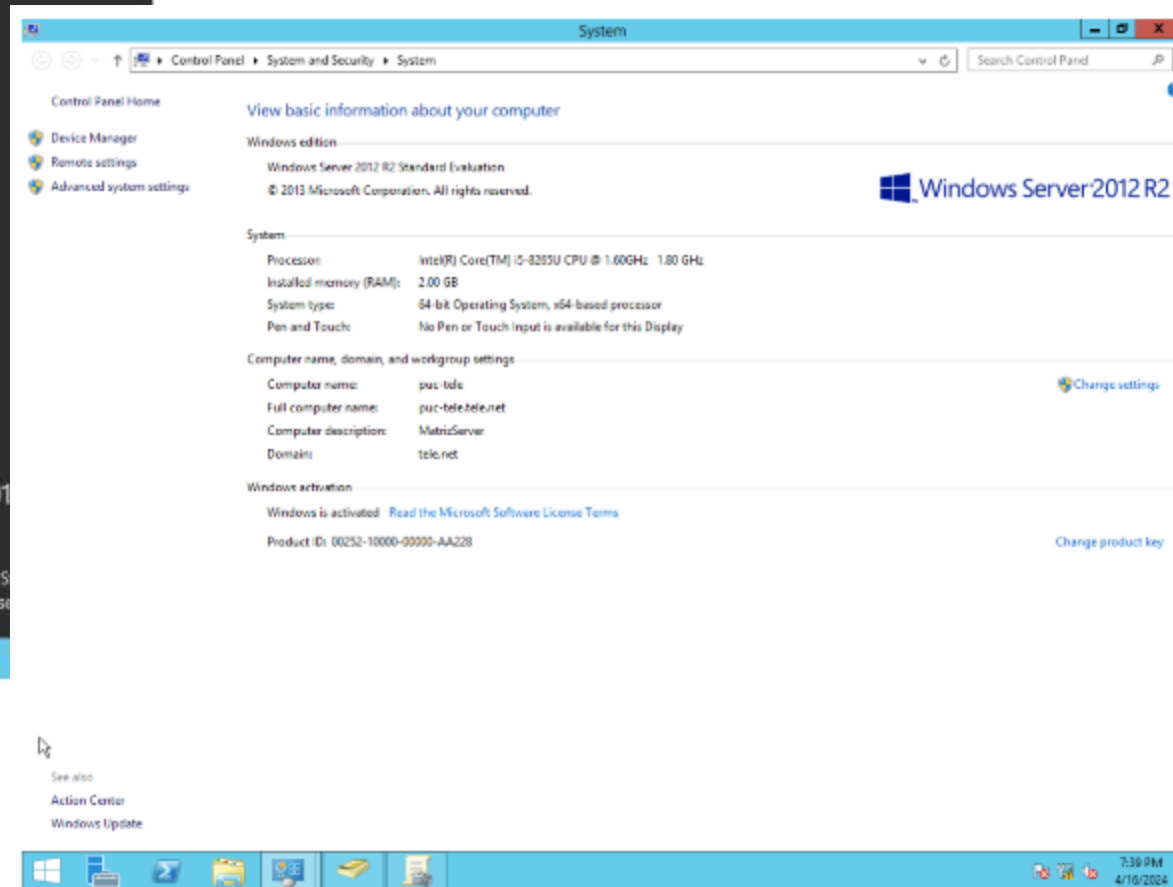 System
Control Panel ▸ System and Security ▸ System
Search Control Panel
Control Panel Home
Device Manager
Remote settings
Advanced system settings
View basic information about your computer
Windows edition
Windows Server 2012 R2 Standard Evaluation
© 2013 Microsoft Corporation. All rights reserved.
Windows Server 2012 R2
System
Processor: Intel(R) Core(TM) i5-8265U CPU @ 1.60GHz 1.80 GHz
Installed memory (RAM): 2.00 GB
System type: 64-bit Operating System, x64-based processor
Pen and Touch: No Pen or Touch Input is available for this Display
Computer name, domain, and workgroup settings
Computer name: puc-tele
Change settings
Full computer name: puc-tele.tele.net
Computer description: MatrizServer
Domain: tele.net
Windows activation
Windows is activated Read the Microsoft Software License Terms
Product ID: 00252-10000-00000-AA228
Change product key
See also
Action Center
Windows Update
7:39 PM
4/16/2024